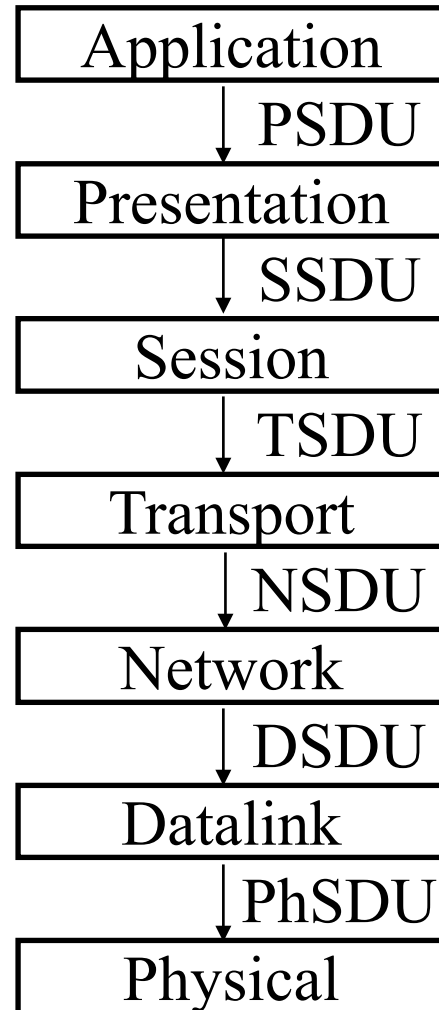 Application
PSDU
Presentation
SSDU
Session
TSDU
Transport
NSDU
Network
DSDU
Datalink
PhSDU
Physical